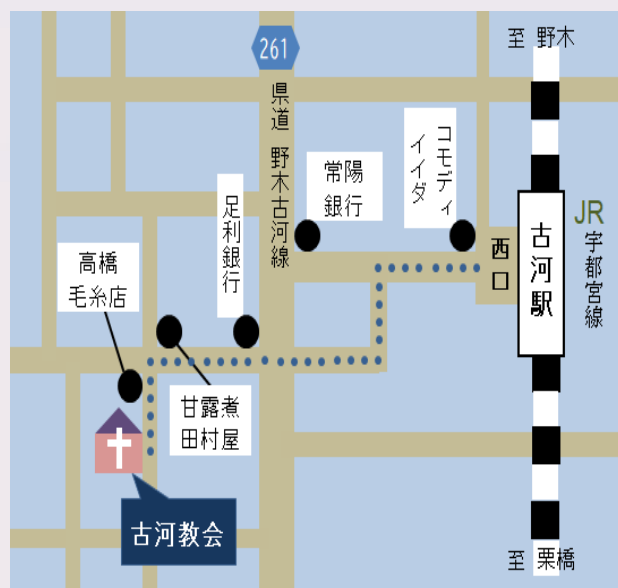 至 野木
261
県道 野木古河線
コモディ
イイダ
常陽
銀行
足利銀行
JR
宇都宮線
古河駅
西口
高橋
毛糸店
甘露煮
田村屋
古河教会
至 栗橋